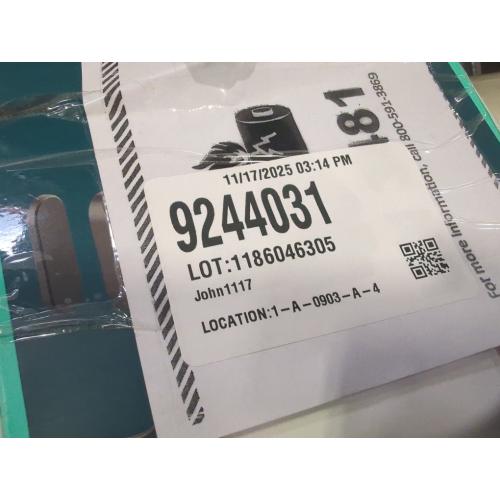 11/17/2025 03:14 PM
9244031
LOT:1186046305
John1117
LOCATION:1-A-0903-A-4
481
For more information, call 800-591-3869